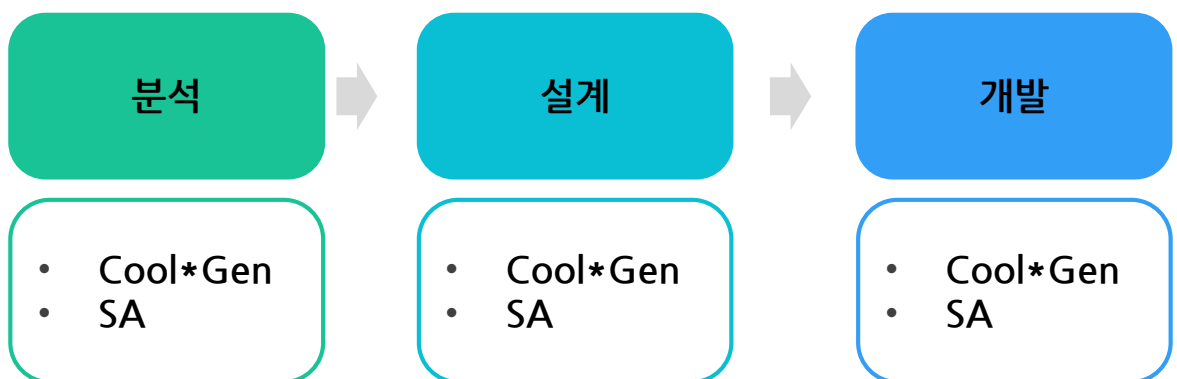 분석
설계
개발
• Cool*Gen
• SA
• Cool*Gen
• SA
• Cool*Gen
• SA